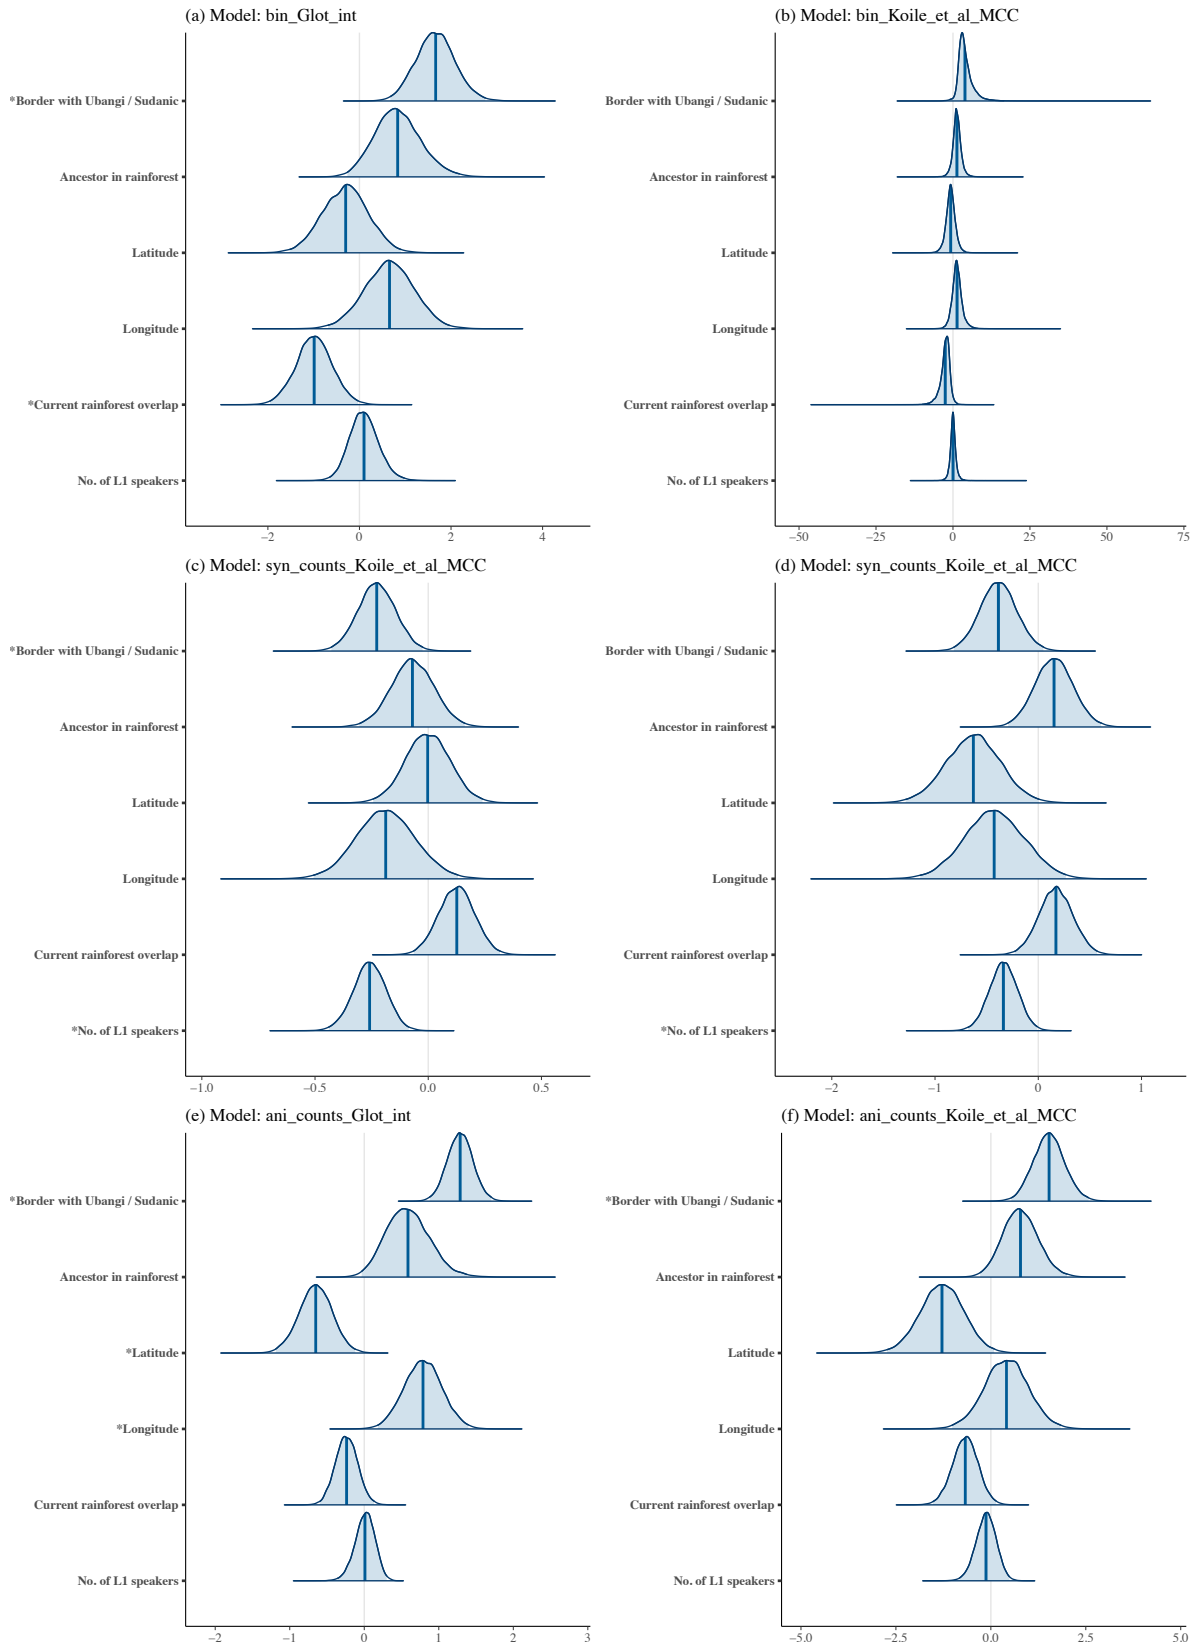 (a) Model: bin_Glot_int
*Border with Ubangi / Sudanic
Ancestor in rainforest
Latitude
Longitude
*Current rainforest overlap
No. of L1 speakers
−2 0 2 4
(b) Model: bin_Koile_et_al_MCC
Border with Ubangi / Sudanic
Ancestor in rainforest
Latitude
Longitude
Current rainforest overlap
No. of L1 speakers
−50 −25 0 25 50 75
(c) Model: syn_counts_Koile_et_al_MCC
*Border with Ubangi / Sudanic
Ancestor in rainforest
Latitude
Longitude
Current rainforest overlap
*No. of L1 speakers
−1.0 −0.5 0.0 0.5
(d) Model: syn_counts_Koile_et_al_MCC
Border with Ubangi / Sudanic
Ancestor in rainforest
Latitude
Longitude
Current rainforest overlap
*No. of L1 speakers
−2 −1 0 1
(e) Model: ani_counts_Glot_int
*Border with Ubangi / Sudanic
Ancestor in rainforest
*Latitude
*Longitude
Current rainforest overlap
No. of L1 speakers
−2 −1 0 1 2 3
(f) Model: ani_counts_Koile_et_al_MCC
*Border with Ubangi / Sudanic
Ancestor in rainforest
Latitude
Longitude
Current rainforest overlap
No. of L1 speakers
−5.0 −2.5 0.0 2.5 5.0